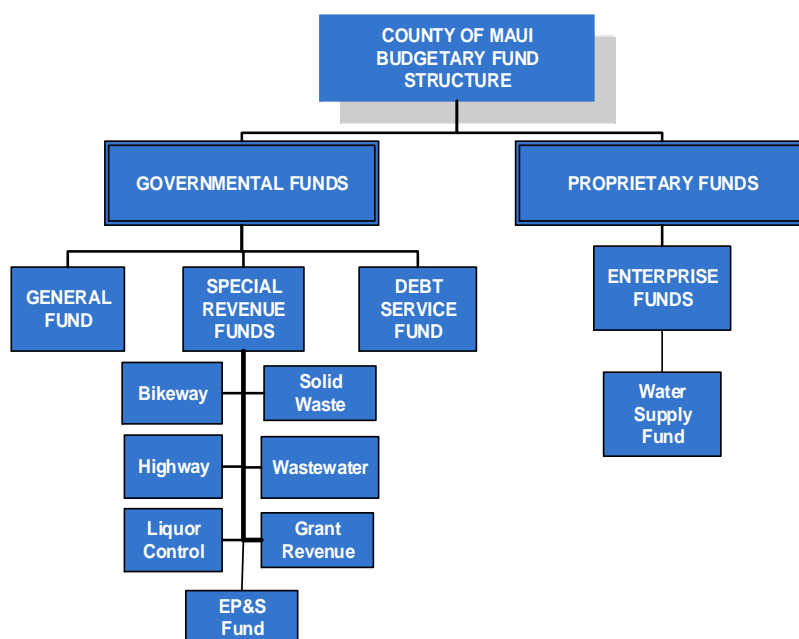 COUNTY OF MAUI
BUDGETARY FUND
STRUCTURE
GOVERNMENTAL FUNDS
PROPRIETARY FUNDS
GENERAL
FUND
SPECIAL
REVENUE
FUNDS
DEBT
SERVICE
FUND
ENTERPRISE
FUNDS
Bikeway
Solid
Waste
Water
Supply
Fund
Highway
Wastewater
Liquor
Control
Grant
Revenue
EP&S
Fund